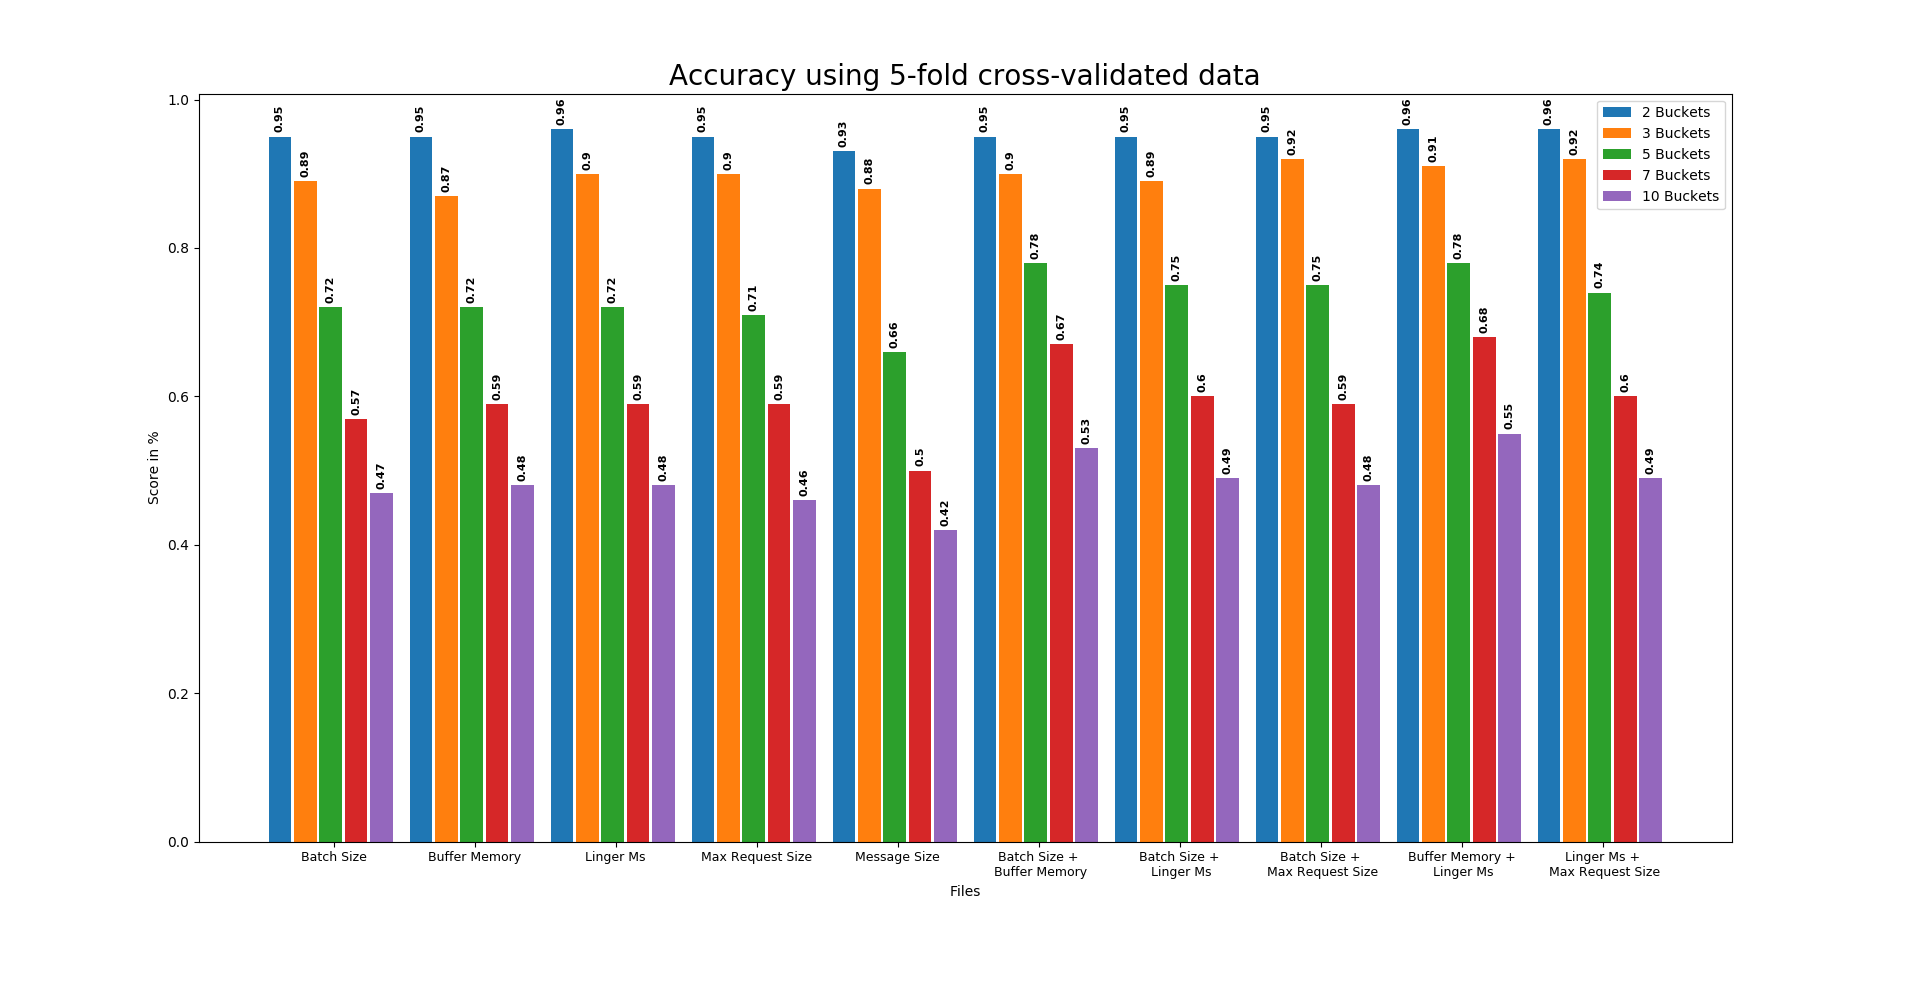 Accuracy using 5-fold cross-validated data
1.0
0.8
0.6
0.4
0.2
0.0
Score in %
0.95
0.89
0.72
0.57
0.47
0.95
0.87
0.72
0.59
0.48
0.96
0.9
0.72
0.59
0.48
0.95
0.9
0.71
0.59
0.46
0.93
0.88
0.66
0.5
0.42
0.95
0.9
0.78
0.67
0.53
0.95
0.89
0.75
0.6
0.49
0.95
0.92
0.75
0.59
0.48
0.96
0.91
0.78
0.68
0.55
0.96
0.92
0.74
0.6
0.49
2 Buckets
3 Buckets
5 Buckets
7 Buckets
10 Buckets
Batch Size
Buffer Memory
Linger Ms
Max Request Size
Message Size
Batch Size +
Buffer Memory
Batch Size +
Linger Ms
Batch Size +
Max Request Size
Buffer Memory +
Linger Ms
Linger Ms +
Max Request Size
Files